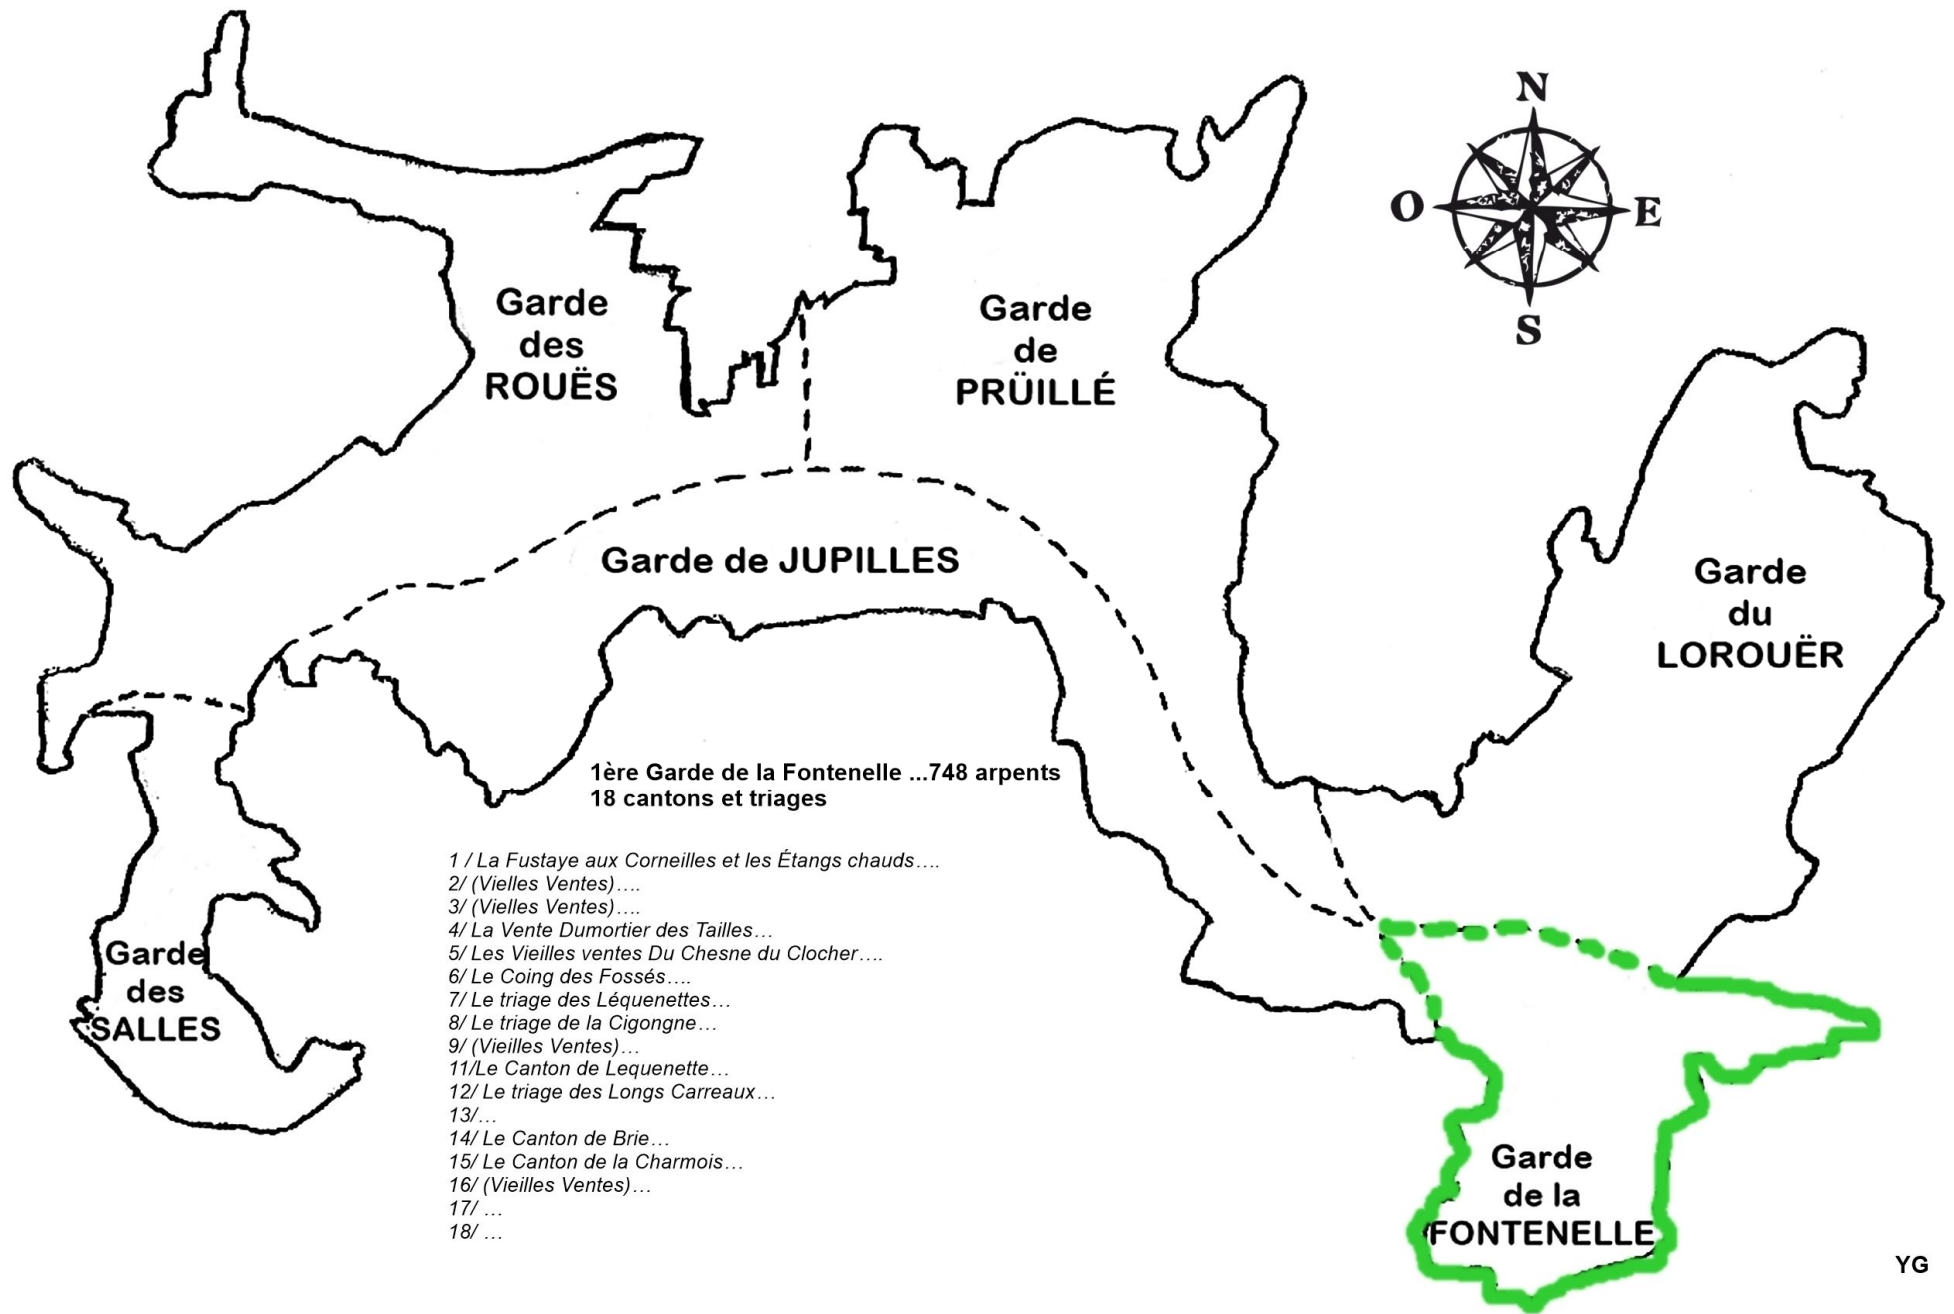 N
O
E
S
Garde
des
ROUËS
Garde
de
PRÜILLÉ
Garde de JUPILLES
Garde
du
LOROUËR
1ère Garde de la Fontenelle ...748 arpents
18 cantons et triages
1 / La Fustaye aux Corneilles et les Étangs chauds….
2/ (Vielles Ventes)….
3/ (Vielles Ventes)….
4/ La Vente Dumortier des Tailles…
5/ Les Vieilles ventes Du Chesne du Clocher….
6/ Le Coing des Fossés….
7/ Le triage des Léquenettes…
8/ Le triage de la Cigongne…
9/ (Vieilles Ventes)…
11/Le Canton de Lequenette…
12/ Le triage des Longs Carreaux…
13/…
14/ Le Canton de Brie…
15/ Le Canton de la Charmois…
16/ (Vieilles Ventes)…
17/ …
18/ …
Garde
des
SALLES
Garde
de la
FONTENELLE
YG